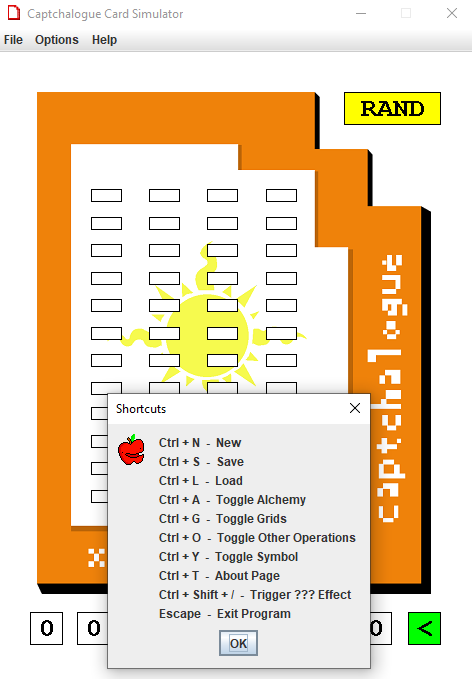 Captchalogue Card Simulator
File Options Help
RAND
captchalogue
Shortcuts
Ctrl + N - New
Ctrl + S - Save
Ctrl + L - Load
Ctrl + A - Toggle Alchemy
Ctrl + G - Toggle Grids
Ctrl + O - Toggle Other Operations
Ctrl + Y - Toggle Symbol
Ctrl + T - About Page
Ctrl + Shift + / - Trigger ??? Effect
Escape - Exit Program
OK
0 0 0 <